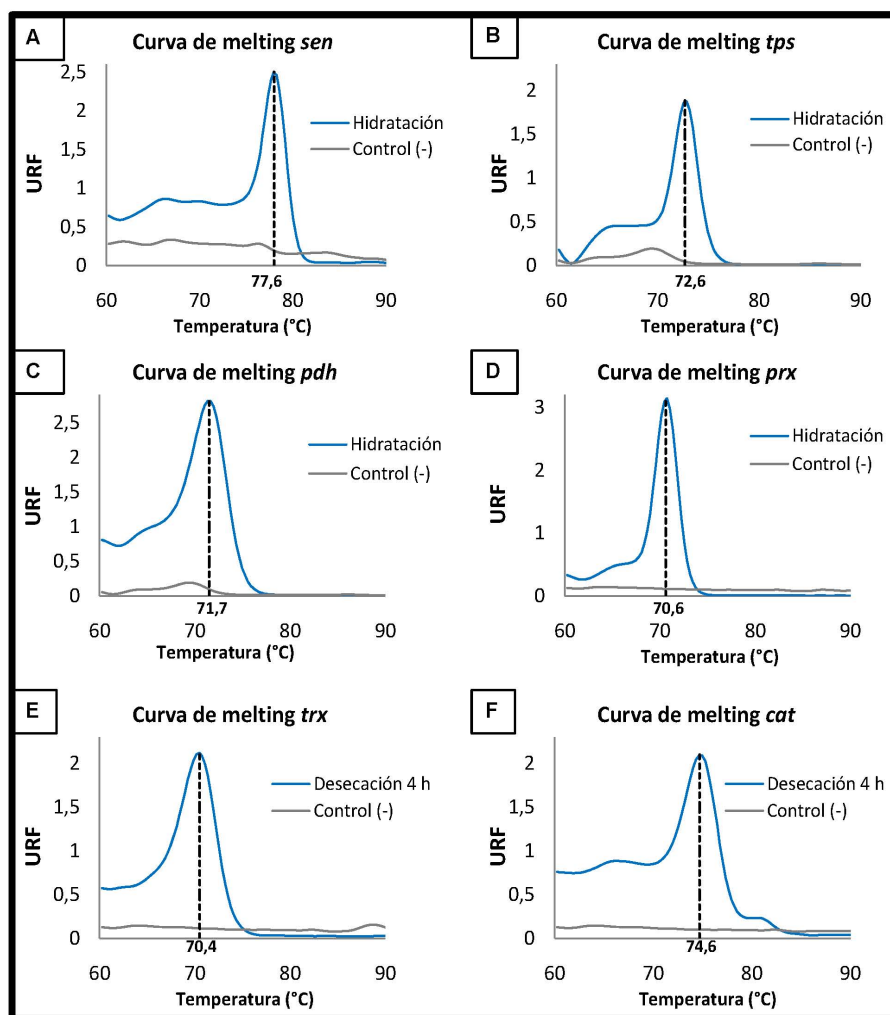 A
Curva de melting sen
2,5
2
1,5
1
0,5
0
URF
Hidratación
Control (-)
60
70
80
90
77,6
Temperatura (°C)
B
Curva de melting tps
2
1,5
1
0,5
0
URF
Hidratación
Control (-)
60
70
80
90
72,6
Temperatura (°C)
C
Curva de melting pdh
2,5
2
1,5
1
0,5
0
URF
Hidratación
Control (-)
60
70
80
90
71,7
Temperatura (°C)
D
Curva de melting prx
3
2
1
0
URF
Hidratación
Control (-)
60
70
80
90
70,6
Temperatura (°C)
E
Curva de melting trx
2
1,5
1
0,5
0
URF
Desecación 4 h
Control (-)
60
70
80
90
70,4
Temperatura (°C)
F
Curva de melting cat
2
1,5
1
0,5
0
URF
Desecación 4 h
Control (-)
60
70
80
90
74,6
Temperatura (°C)